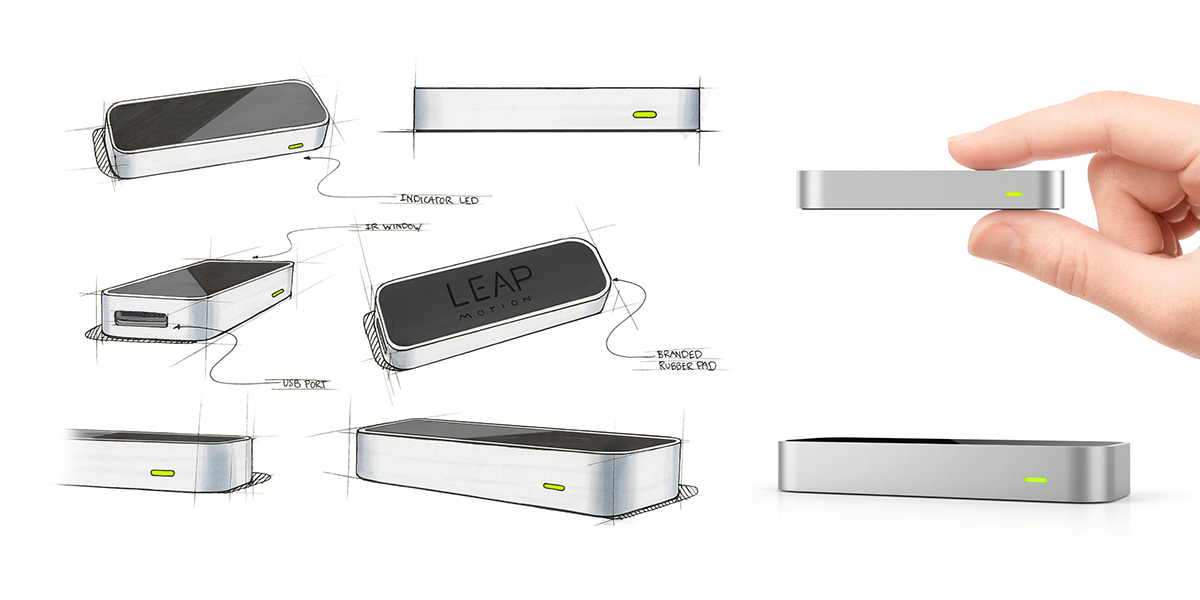 INDICATOR LED
IR WINDOW
LEAP
MOTION
BRANDED
RUBBER PAD
USB PORT